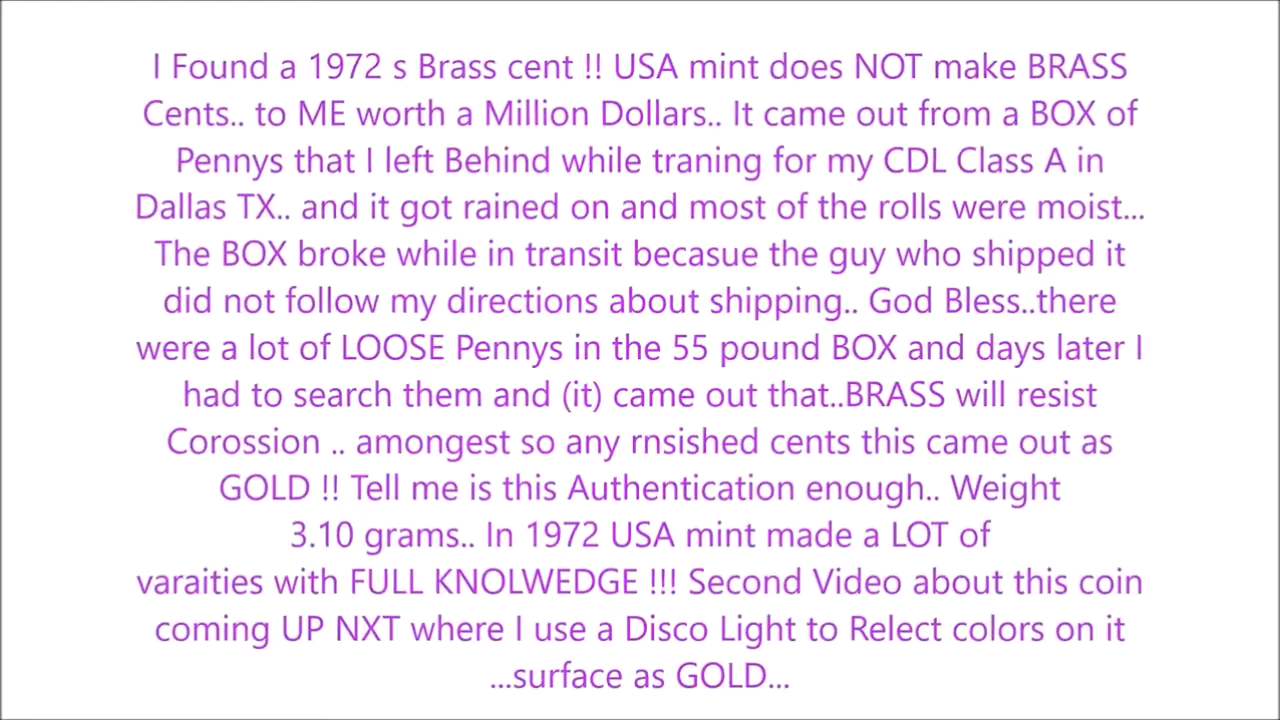 I Found a 1972 s Brass cent !! USA mint does NOT make BRASS
Cents.. to ME worth a Million Dollars.. It came out from a BOX of
Pennys that I left Behind while traning for my CDL Class A in
Dallas TX.. and it got rained on and most of the rolls were moist...
The BOX broke while in transit becasue the guy who shipped it
did not follow my directions about shipping.. God Bless..there
were a lot of LOOSE Pennys in the 55 pound BOX and days later I
had to search them and (it) came out that..BRASS will resist
Corossion .. amongest so any rnsished cents this came out as
GOLD !! Tell me is this Authentication enough.. Weight
3.10 grams.. In 1972 USA mint made a LOT of
varaities with FULL KNOLWEDGE !!! Second Video about this coin
coming UP NXT where I use a Disco Light to Relect colors on it
...surface as GOLD...